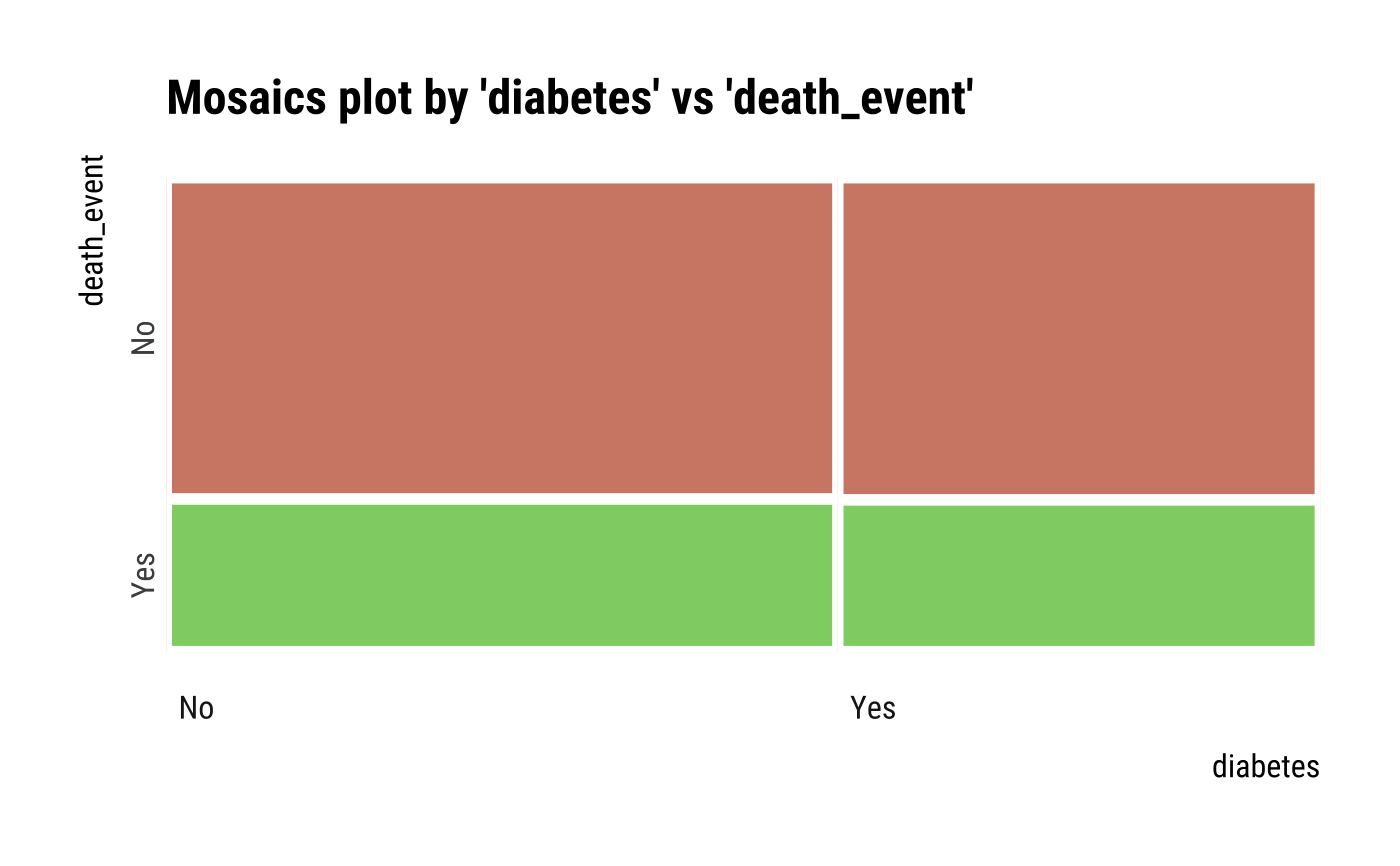 Mosaics plot by 'diabetes' vs 'death_event'
death_event
No
Yes
No Yes
diabetes